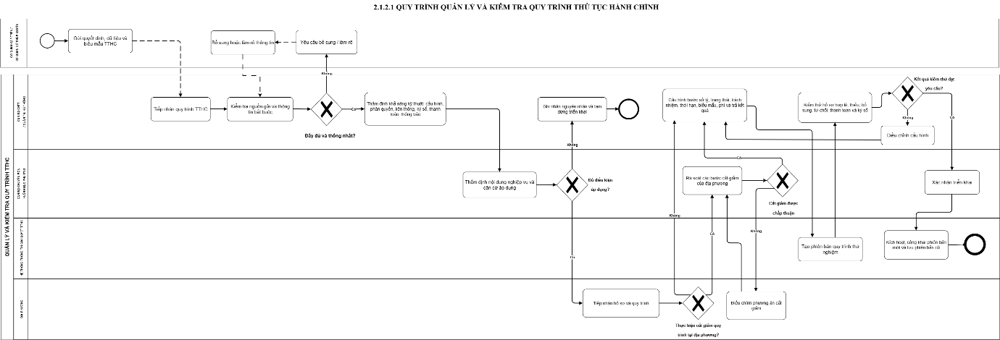 2.1.2.1 QUY TRÌNH QUẢN LÝ VÀ KIỂM TRA QUY TRÌNH THỦ TỤC HÀNH CHÍNH
Gửi quyết định, dữ liệu và
biểu mẫu TTHC
Bổ sung hoặc làm rõ thông tin
Yêu cầu bổ sung / làm rõ
Không
QUẢN LÝ VÀ KIỂM TRA QUY TRÌNH TTHC
Tiếp nhận quy trình TTHC
Kiểm tra nguồn gửi và thông
tin bắt buộc
Đầy đủ và thống nhất?
Có
Thẩm định khả năng kỹ thuật: cấu hình,
phân quyền, liên thông, ký số, thanh
toán, thông báo
Ghi nhận nguyên nhân và tạm
dừng triển khai
Không
Cấu hình bước xử lý, trạng thái, trách
nhiệm, thời hạn, biểu mẫu, phí và trả kết
quả
Kiểm thử hồ sơ hợp lệ, thiếu, bổ
sung, từ chối, thanh toán và ký số
Kết quả kiểm thử đạt
yêu cầu?
Không
Có
Điều chỉnh cấu hình
Thẩm định nội dung nghiệp vụ và
căn cứ áp dụng
Đủ điều kiện
áp dụng?
Có
Rà soát các bước cắt giảm
của địa phương
Có
Cắt giảm được
chấp thuận
Không
Xác nhận triển khai
Không
Có
HỆ THỐNG THÔNG TIN GIẢI QUYẾT TTHC
Tạo phiên bản quy trình thử
nghiệm
Kích hoạt, công khai phiên bản
mới và lưu phiên bản cũ
ĐỊA PHƯƠNG
Tiếp nhận hồ sơ và quy trình
Thực hiện cắt giảm quy
trình tại địa phương?
Điều chỉnh phương án cắt
giảm